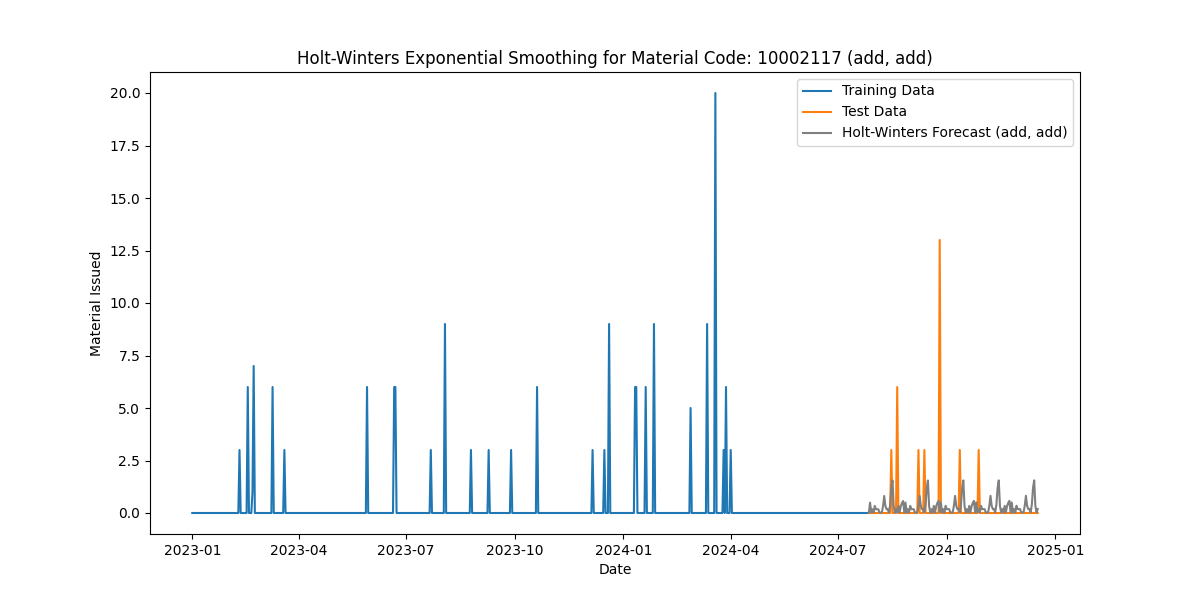 Holt-Winters Exponential Smoothing for Material Code: 10002117 (add, add)
Training Data
Test Data
Holt-Winters Forecast (add, add)
Material Issued
20.0
17.5
15.0
12.5
10.0
7.5
5.0
2.5
0.0
2023-01 2023-04 2023-07 2023-10 2024-01 2024-04 2024-07 2024-10 2025-01
Date